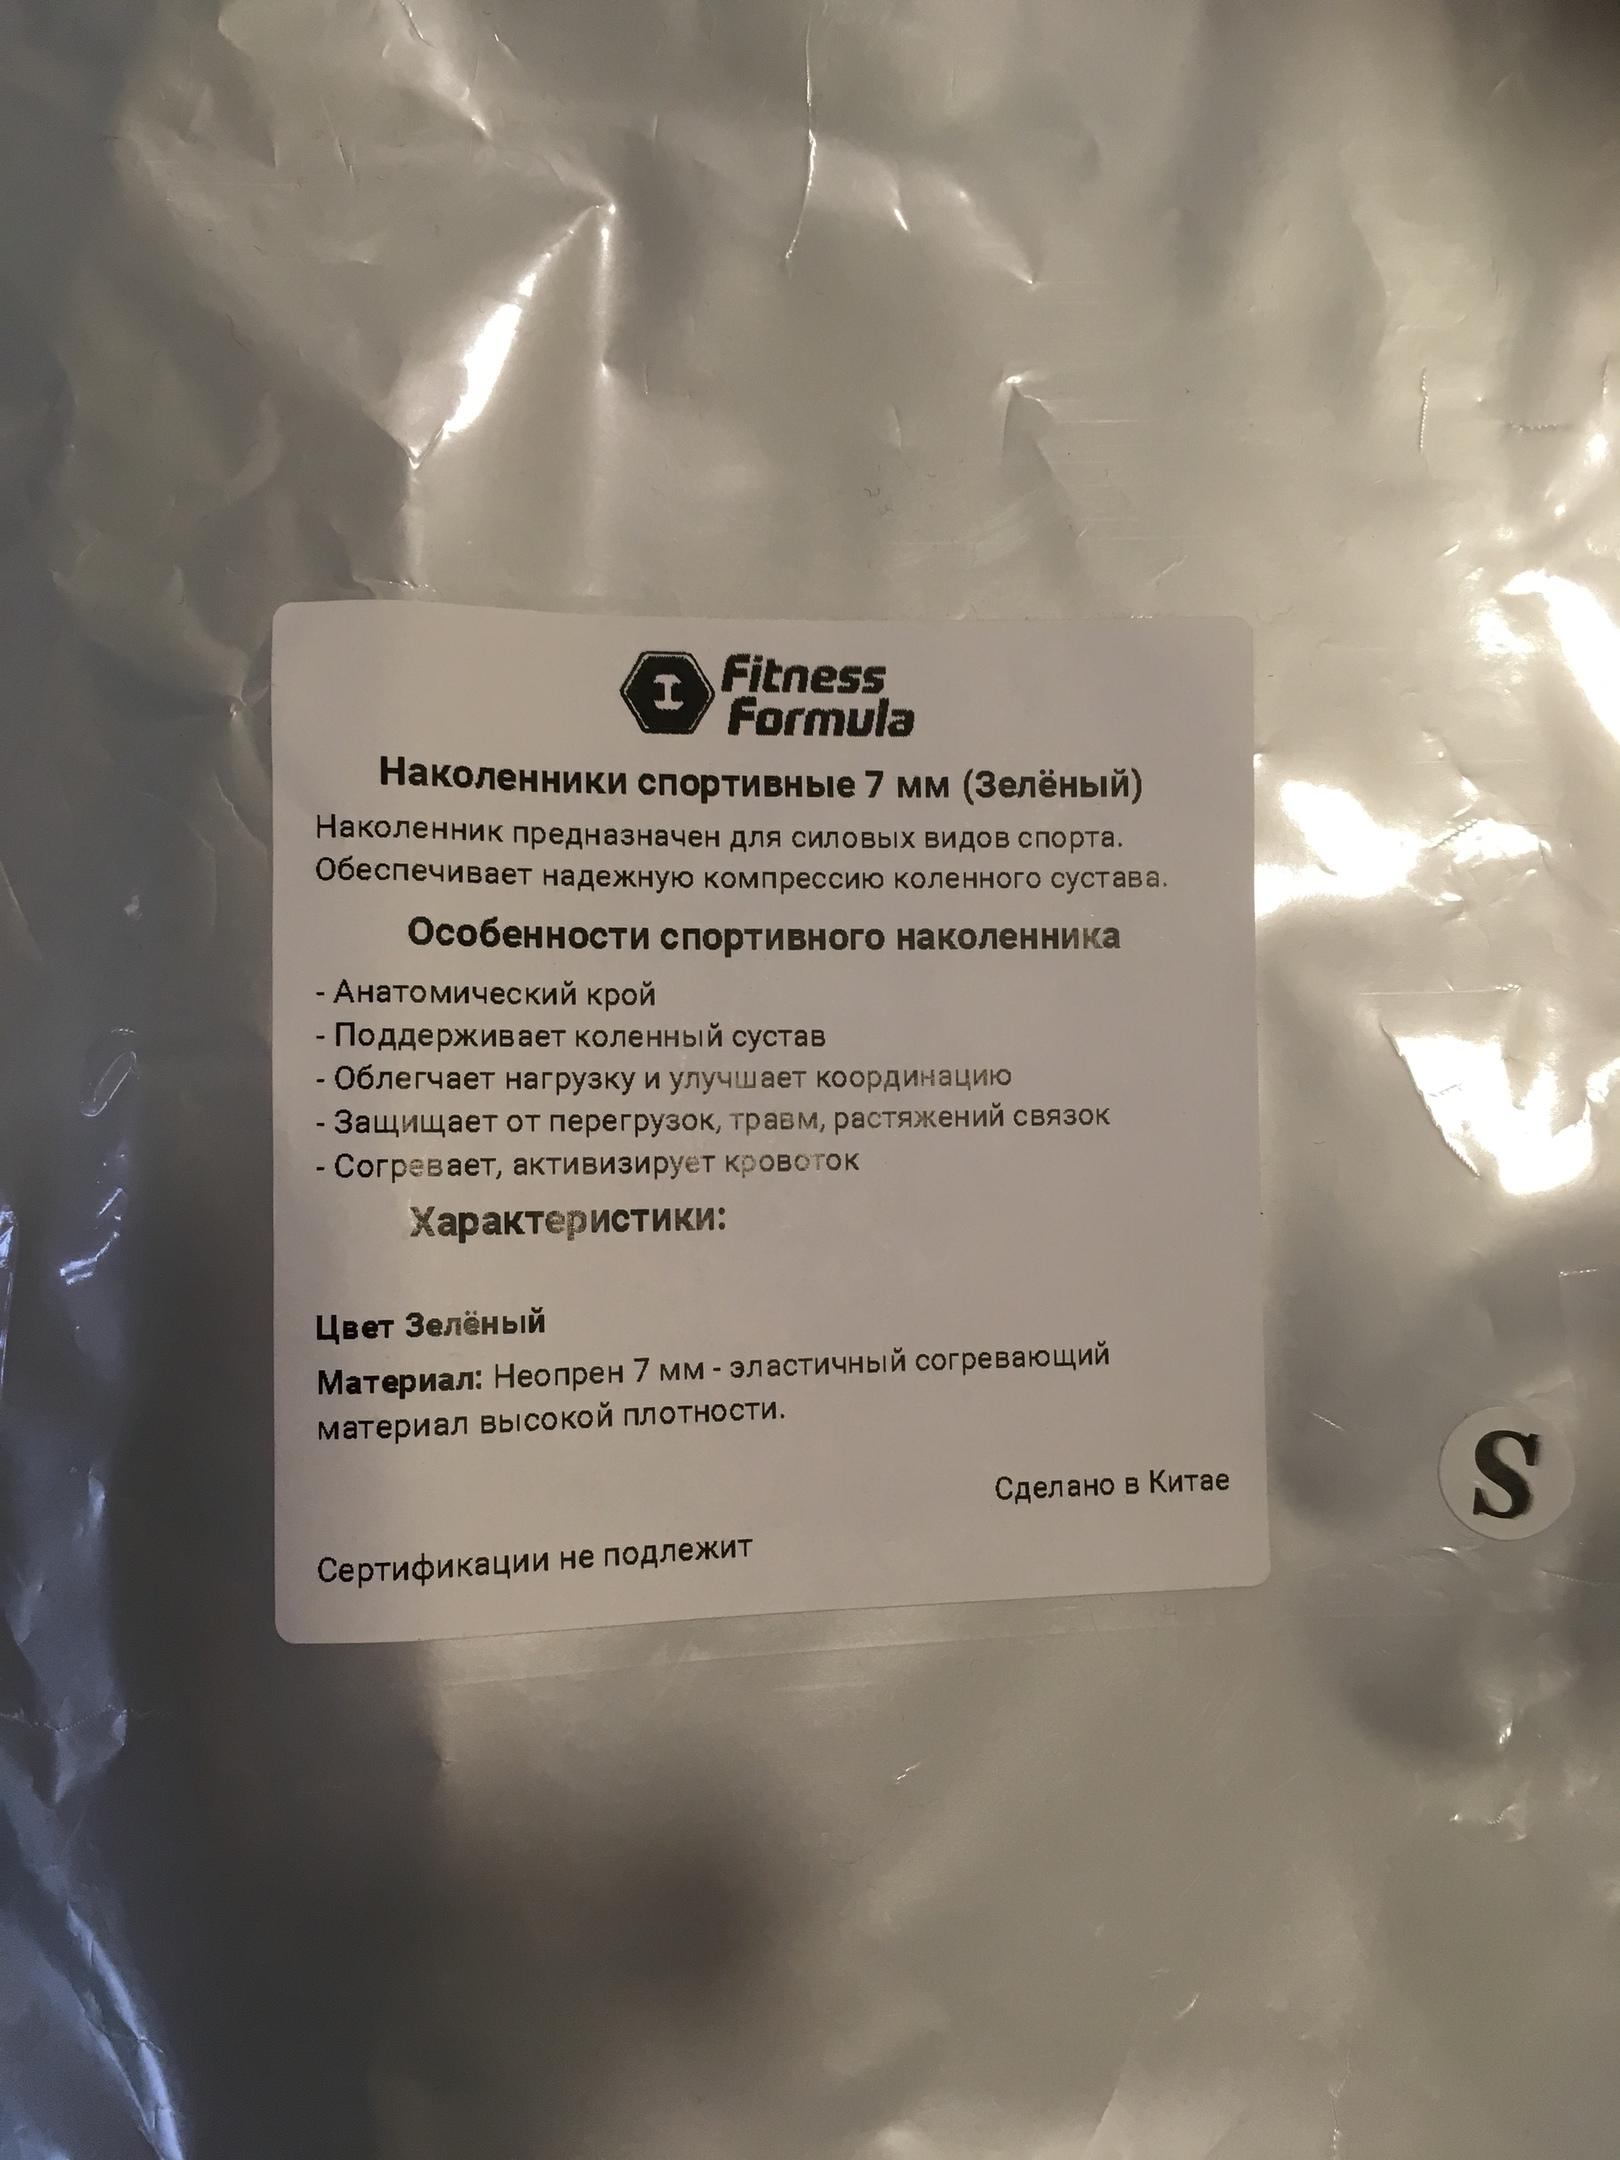 Fitness
Formula
Наколенники спортивные 7 мм (Зелёный)
Наколенник предназначен для силовых видов спорта.
Обеспечивает надежную компрессию коленного сустава.
Особенности спортивного наколенника
- Анатомический крой
- Поддерживает коленный сустав
- Облегчает нагрузку и улучшает координацию
- Защищает от перегрузок, травм, растяжений связок
- Согревает, активизирует кровоток
Характеристики:
Цвет Зелёный
Материал: Неопрен 7 мм - эластичный согревающий
материал высокой плотности.
Сделано в Китае
S
Сертификации не подлежит